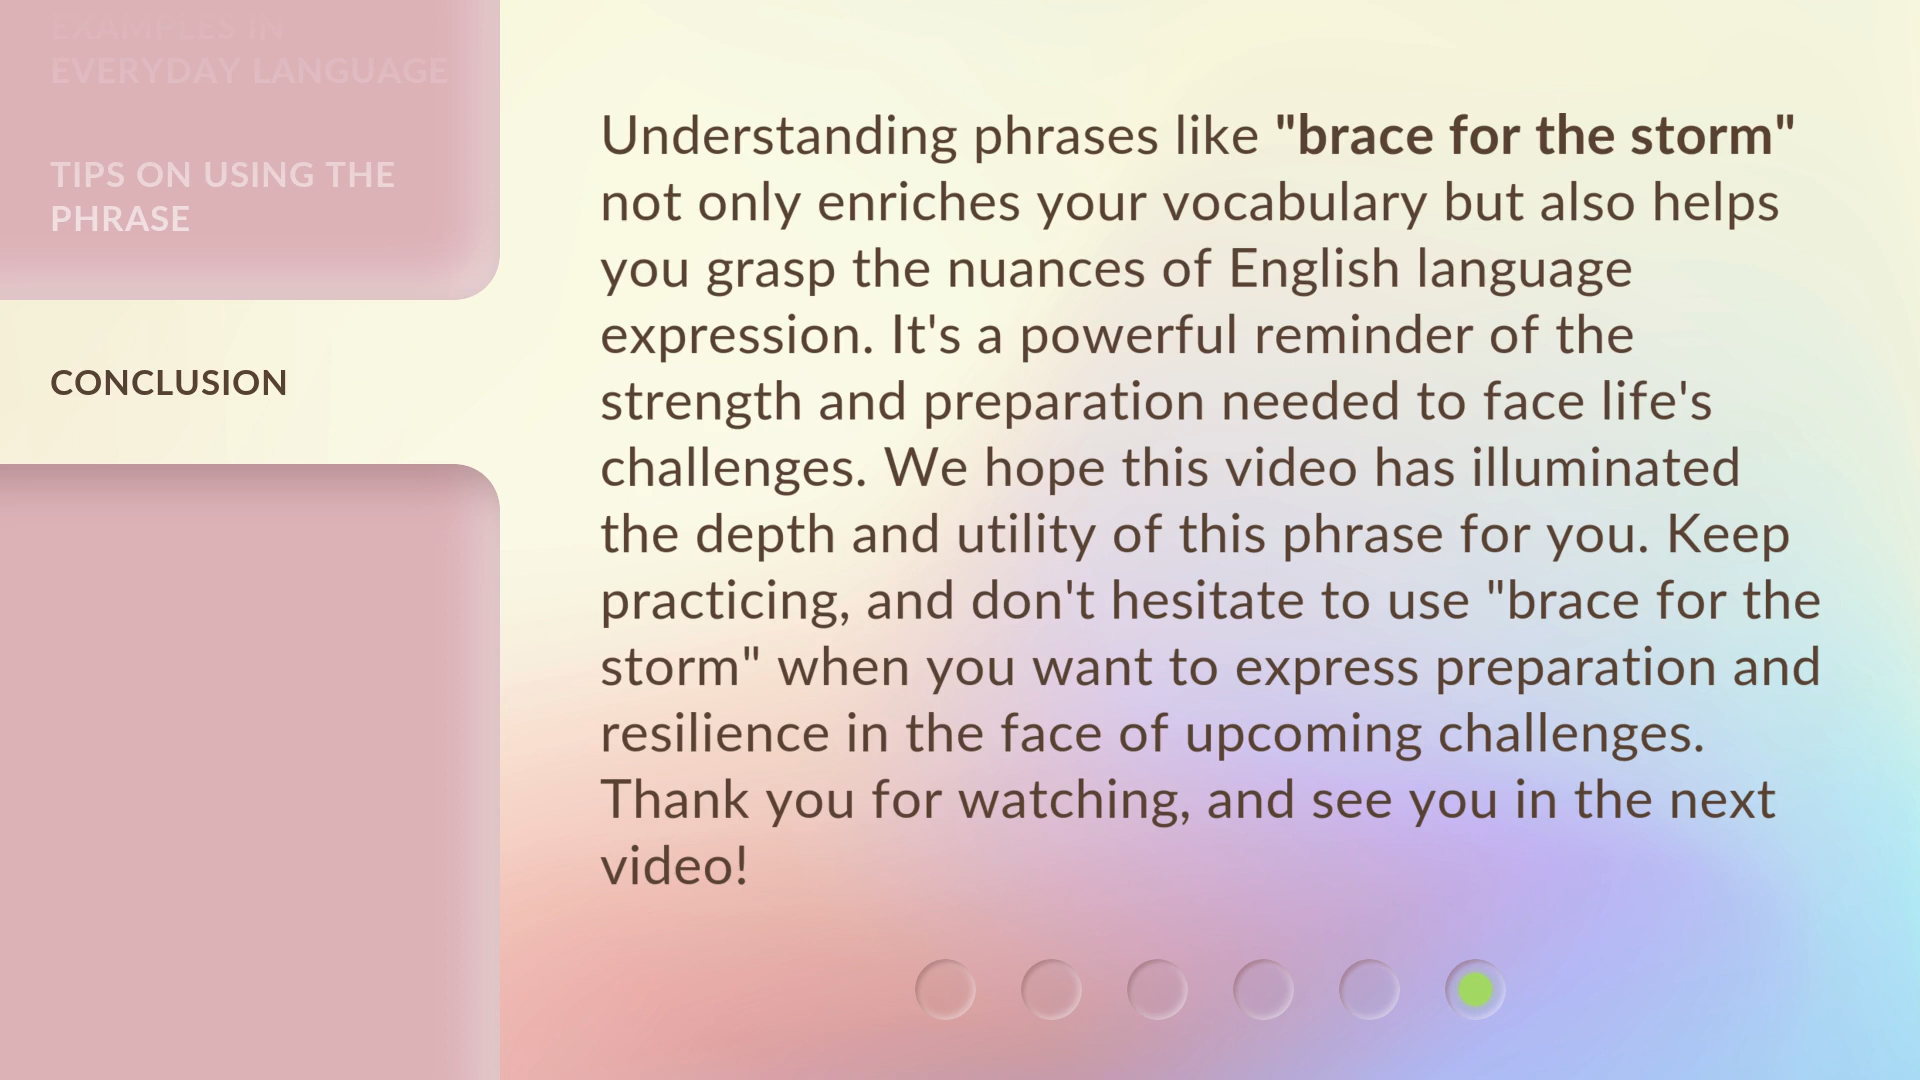 EXAMPLES IN
EVERYDAY LANGUAGE
TIPS ON USING THE
PHRASE
CONCLUSION
Understanding phrases like "brace for the storm"
not only enriches your vocabulary but also helps
you grasp the nuances of English language
expression. It's a powerful reminder of the
strength and preparation needed to face life's
challenges. We hope this video has illuminated
the depth and utility of this phrase for you. Keep
practicing, and don't hesitate to use "brace for the
storm" when you want to express preparation and
resilience in the face of upcoming challenges.
Thank you for watching, and see you in the next
video!